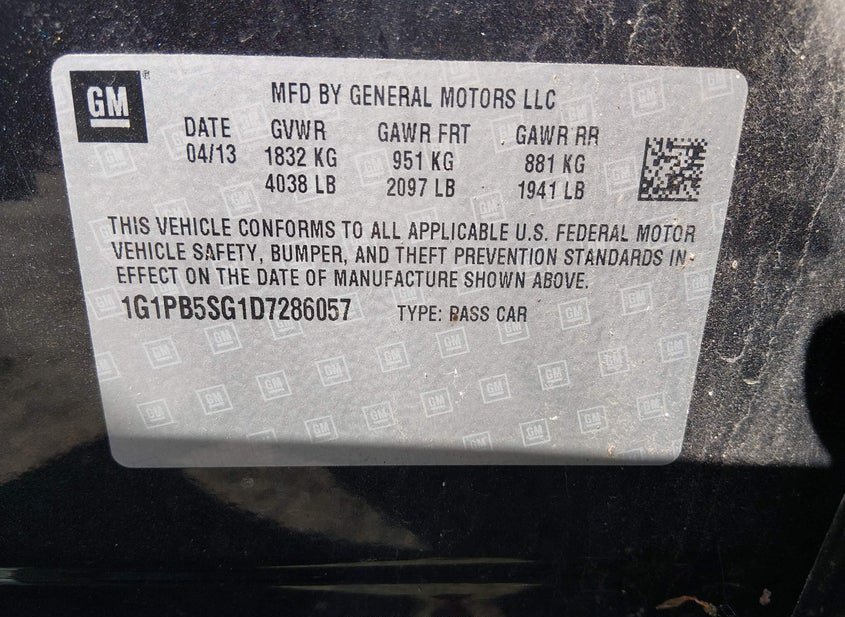 GM
MFD BY GENERAL MOTORS LLC
DATE GVWR GAWR FRT GAWR RR
04/13 1832 KG 951 KG 881 KG
4038 LB 2097 LB 1941 LB
THIS VEHICLE CONFORMS TO ALL APPLICABLE U.S. FEDERAL MOTOR
VEHICLE SAFETY, BUMPER, AND THEFT PREVENTION STANDARDS IN
EFFECT ON THE DATE OF MANUFACTURE SHOWN ABOVE.
1G1PB5SG1D7286057 TYPE: PASS CAR